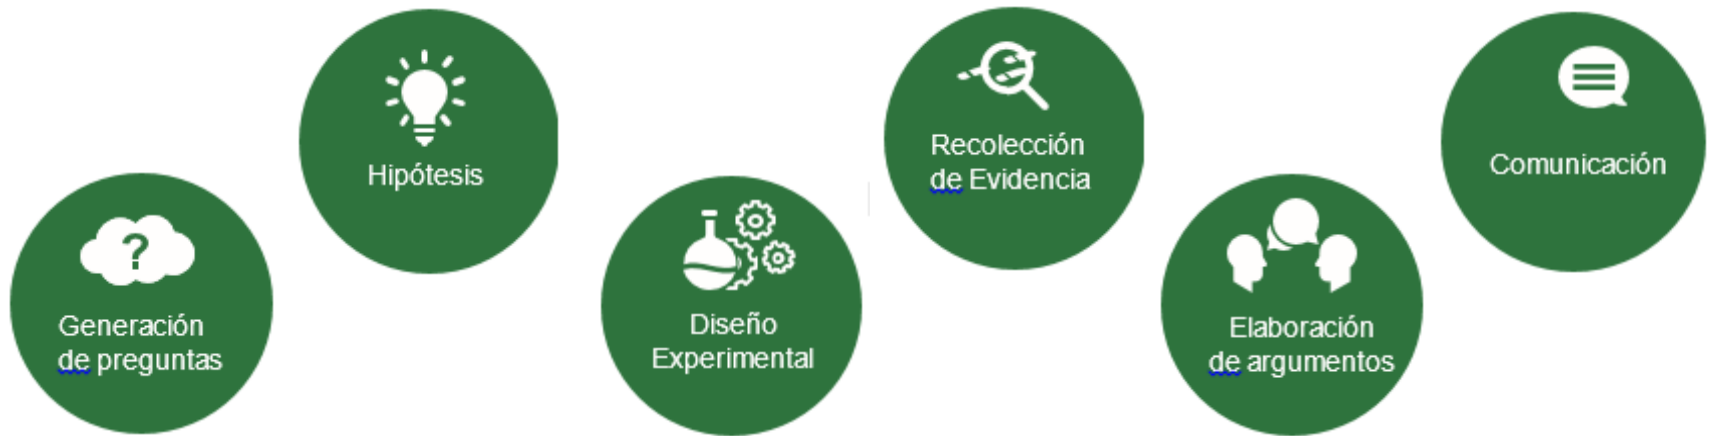 ?
Generación
de preguntas
Hipótesis
Diseño
Experimental
Recolección
de Evidencia
Elaboración
de argumentos
Comunicación